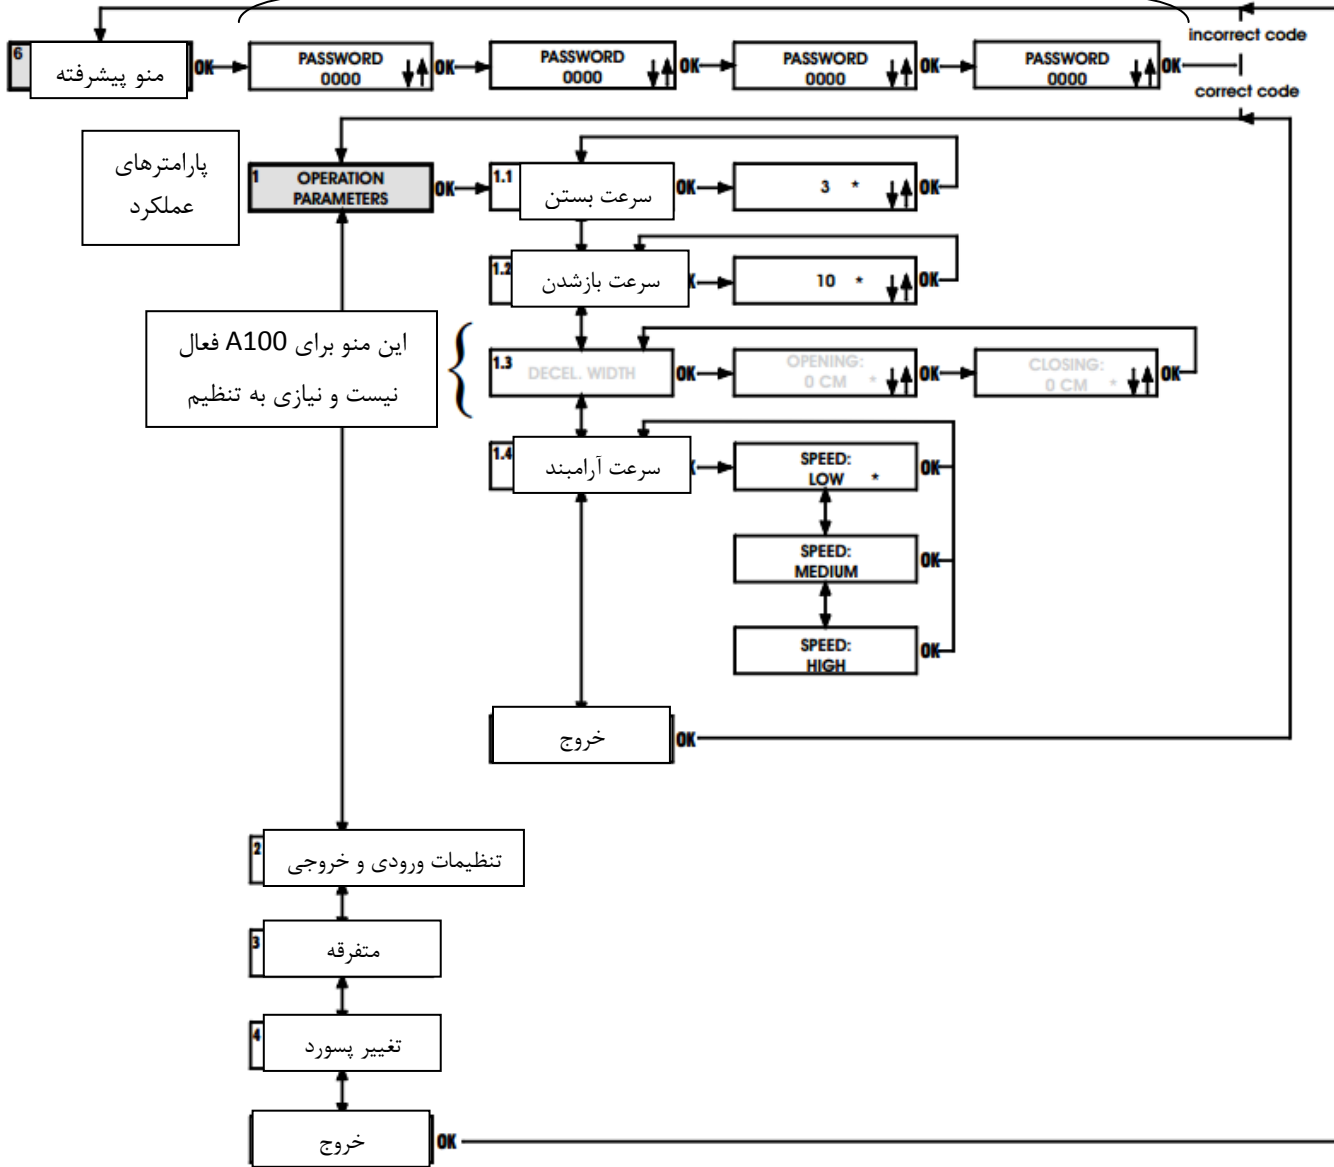 incorrect code
6
منو پیشرفته
OK
PASSWORD
0000
OK
PASSWORD
0000
OK
PASSWORD
0000
OK
PASSWORD
0000
OK
correct code
پارامترهای
عملکرد
1
OPERATION
PARAMETERS
OK
1.1
سرعت بستن
OK
3 *
OK
1.2
سرعت بازشدن
10 *
OK
این منو برای A100 فعال
نیست و نیازی به تنظیم
1.3
DECEL. WIDTH
OK
OPENING:
0 CM *
OK
CLOSING:
0 CM *
OK
1.4
سرعت آرامبند
SPEED:
LOW *
OK
SPEED:
MEDIUM
OK
SPEED:
HIGH
OK
خروج
OK
2
تنظیمات ورودی و خروجی
3
متفرقه
4
تغییر پسورد
خروج
OK